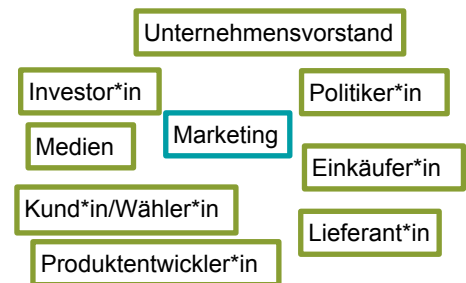 Unternehmensvorstand
Investor*in
Politiker*in
Marketing
Medien
Einkäufer*in
Kund*in/Wähler*in
Lieferant*in
Produktentwickler*in